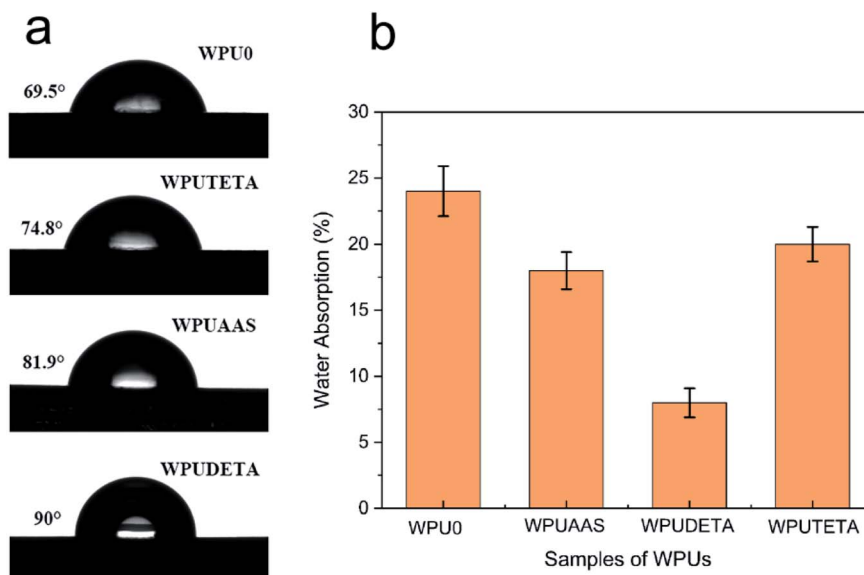 a
WPU0
69.5°
WPUTETA
74.8°
WPUAAS
81.9°
WPUDETA
90°
b
30
25
20
15
10
5
0
Water Absorption (%)
WPU0 WPUAAS WPUDETA WPUTETA
Samples of WPUs